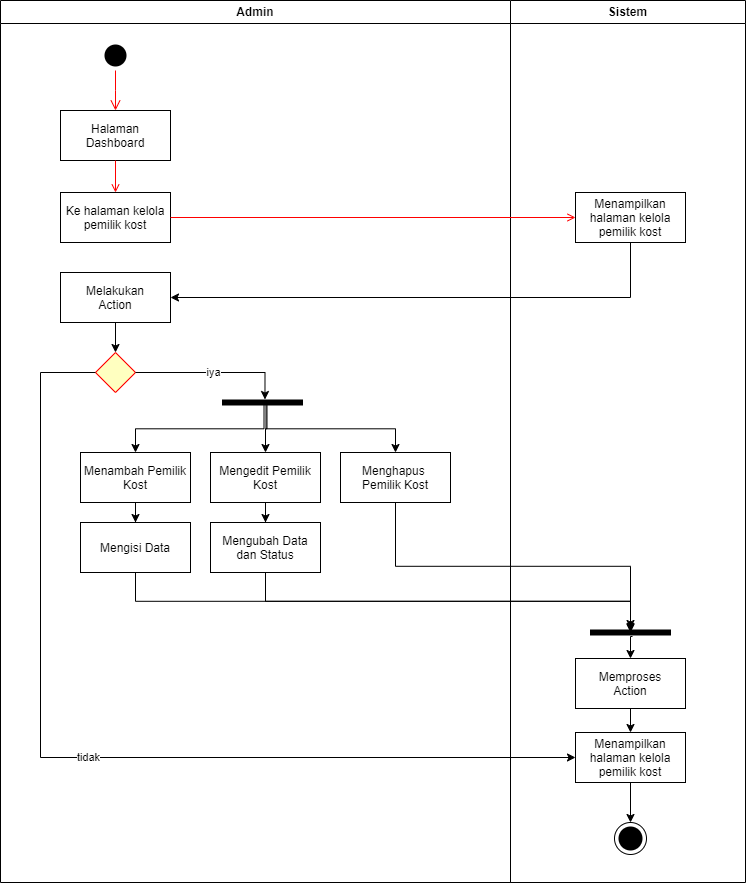 Admin
Sistem
Halaman
Dashboard
Ke halaman kelola
pemilik kost
Menampilkan
halaman kelola
pemilik kost
Melakukan
Action
iya
Menambah Pemilik
Kost
Mengedit Pemilik
Kost
Menghapus
Pemilik Kost
Mengisi Data
Mengubah Data
dan Status
Memproses
Action
tidak
Menampilkan
halaman kelola
pemilik kost